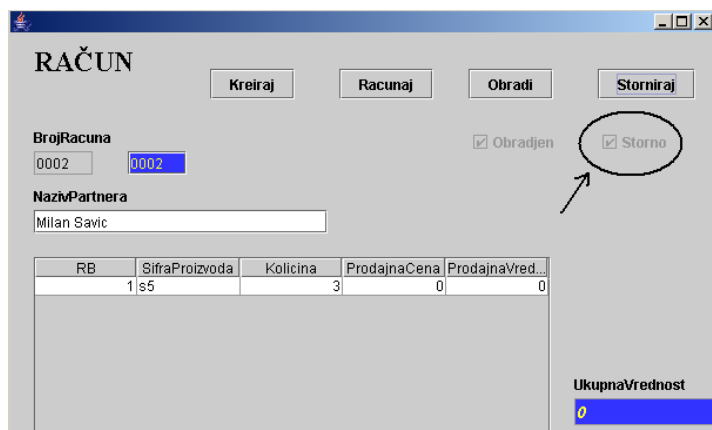 RAČUN
Kreiraj Racunaj Obradi Storniraj
BrojRacuna
Obradjen Storno
0002 0002
NazivPartnera
Milan Savic
RB SifraProizvoda Kolicina ProdajnaCena ProdajnaVred...
1 s5 3 0 0
UkupnaVrednost
0